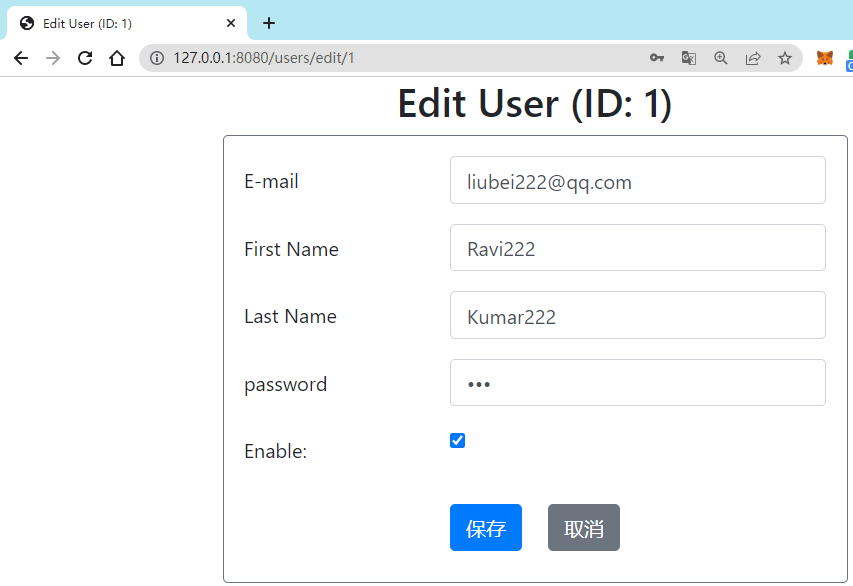 Edit User (ID: 1)
127.0.0.1:8080/users/edit/1
Edit User (ID: 1)
E-mail
liubei222@qq.com
First Name
Ravi222
Last Name
Kumar222
password
•••
Enable:
保存 取消